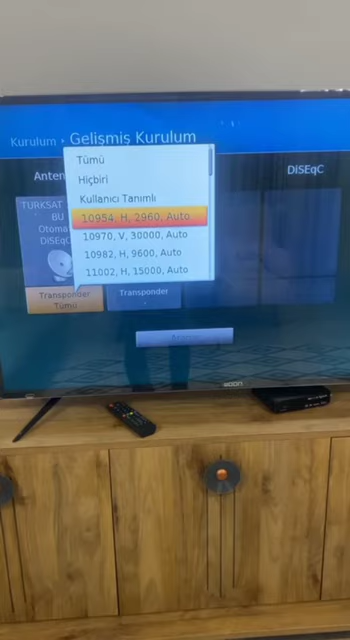 Kurulum › Gelişmiş Kurulum
Anten
DiSEqC
Tümü
Hiçbiri
Kullanıcı Tanımlı
10954, H, 2960, Auto
10970, V, 30000, Auto
10982, H, 9600, Auto
11002, H, 15000, Auto
TURKSAT
BU
Otoma
DiSEqC
Transponder
Tümü
Transponder
woon